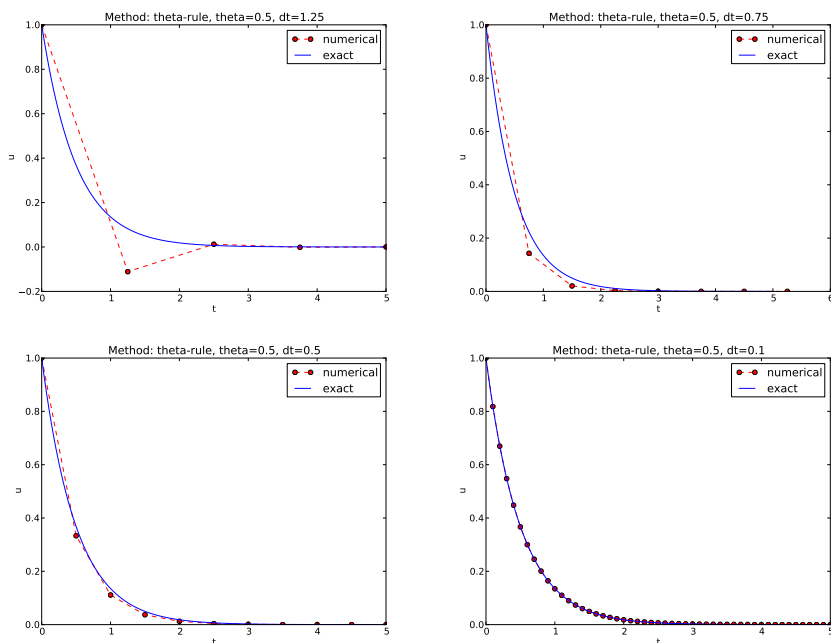 Method: theta-rule, theta=0.5, dt=1.25
1.0
0.8
0.6
0.4
0.2
0.0
−0.2
u
0
1
2
3
4
5
t
numerical
exact
Method: theta-rule, theta=0.5, dt=0.75
1.0
0.8
0.6
0.4
0.2
0.0
u
0
1
2
3
4
5
6
t
numerical
exact
Method: theta-rule, theta=0.5, dt=0.5
1.0
0.8
0.6
0.4
0.2
0.0
u
0
1
2
3
4
5
t
numerical
exact
Method: theta-rule, theta=0.5, dt=0.1
1.0
0.8
0.6
0.4
0.2
0.0
u
0
1
2
3
4
5
t
numerical
exact